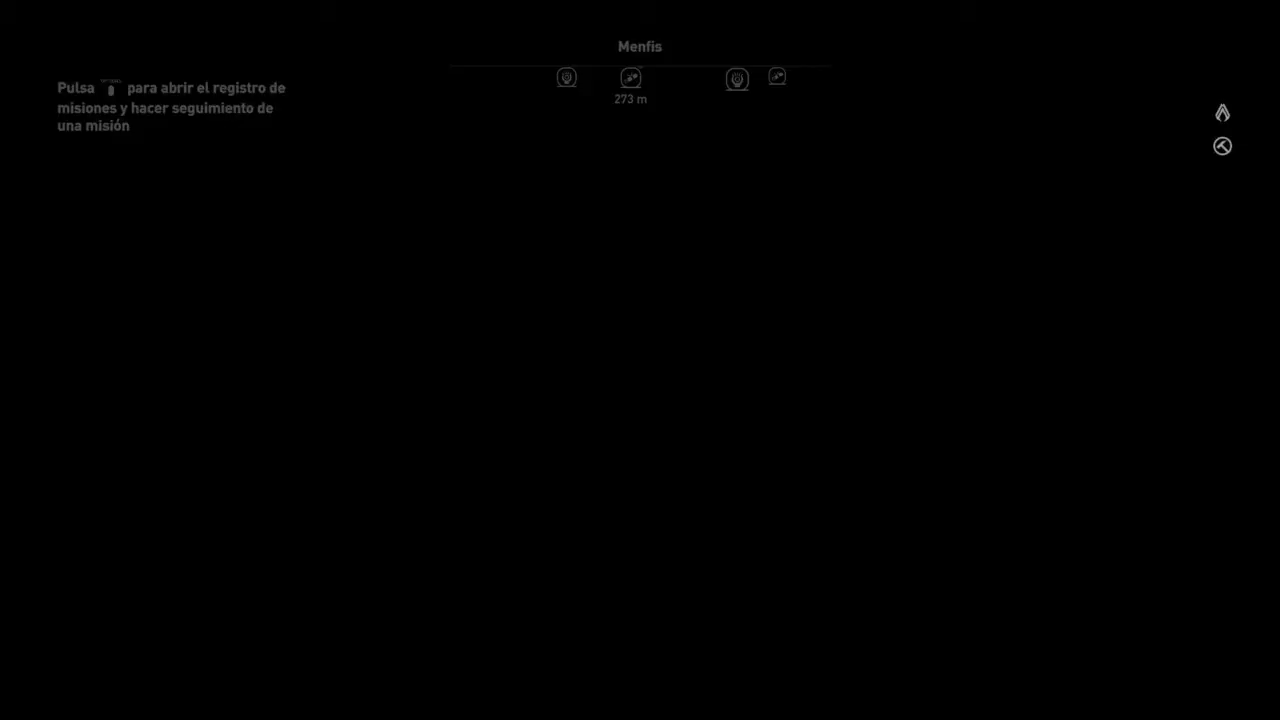 Menfis
Pulsa para abrir el registro de
misiones y hacer seguimiento de
una misión
273 m